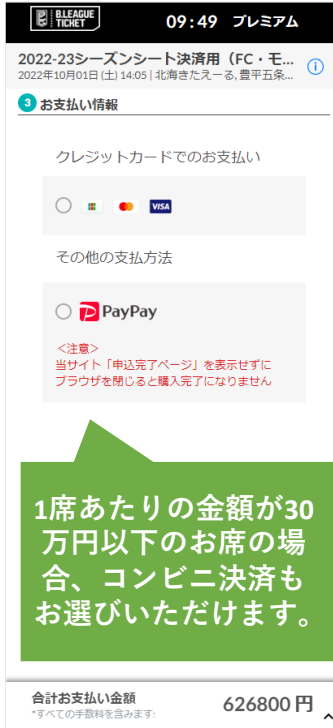 B.LEAGUE
TICKET
09:49 プレミアム
2022-23シーズンシート決済用（FC・モ...
2022年10月01日 (土) 14:05 | 北海きたえーる, 豊平五条...
3 お支払い情報
クレジットカードでのお支払い
JCB VISA
その他の支払方法
PayPay
＜注意＞
当サイト「申込完了ページ」を表示せずに
ブラウザを閉じると購入完了になりません
1席あたりの金額が30
万円以下のお席の場
合、コンビニ決済も
お選びいただけます。
合計お支払い金額
*すべての手数料を含みます:
626800 円